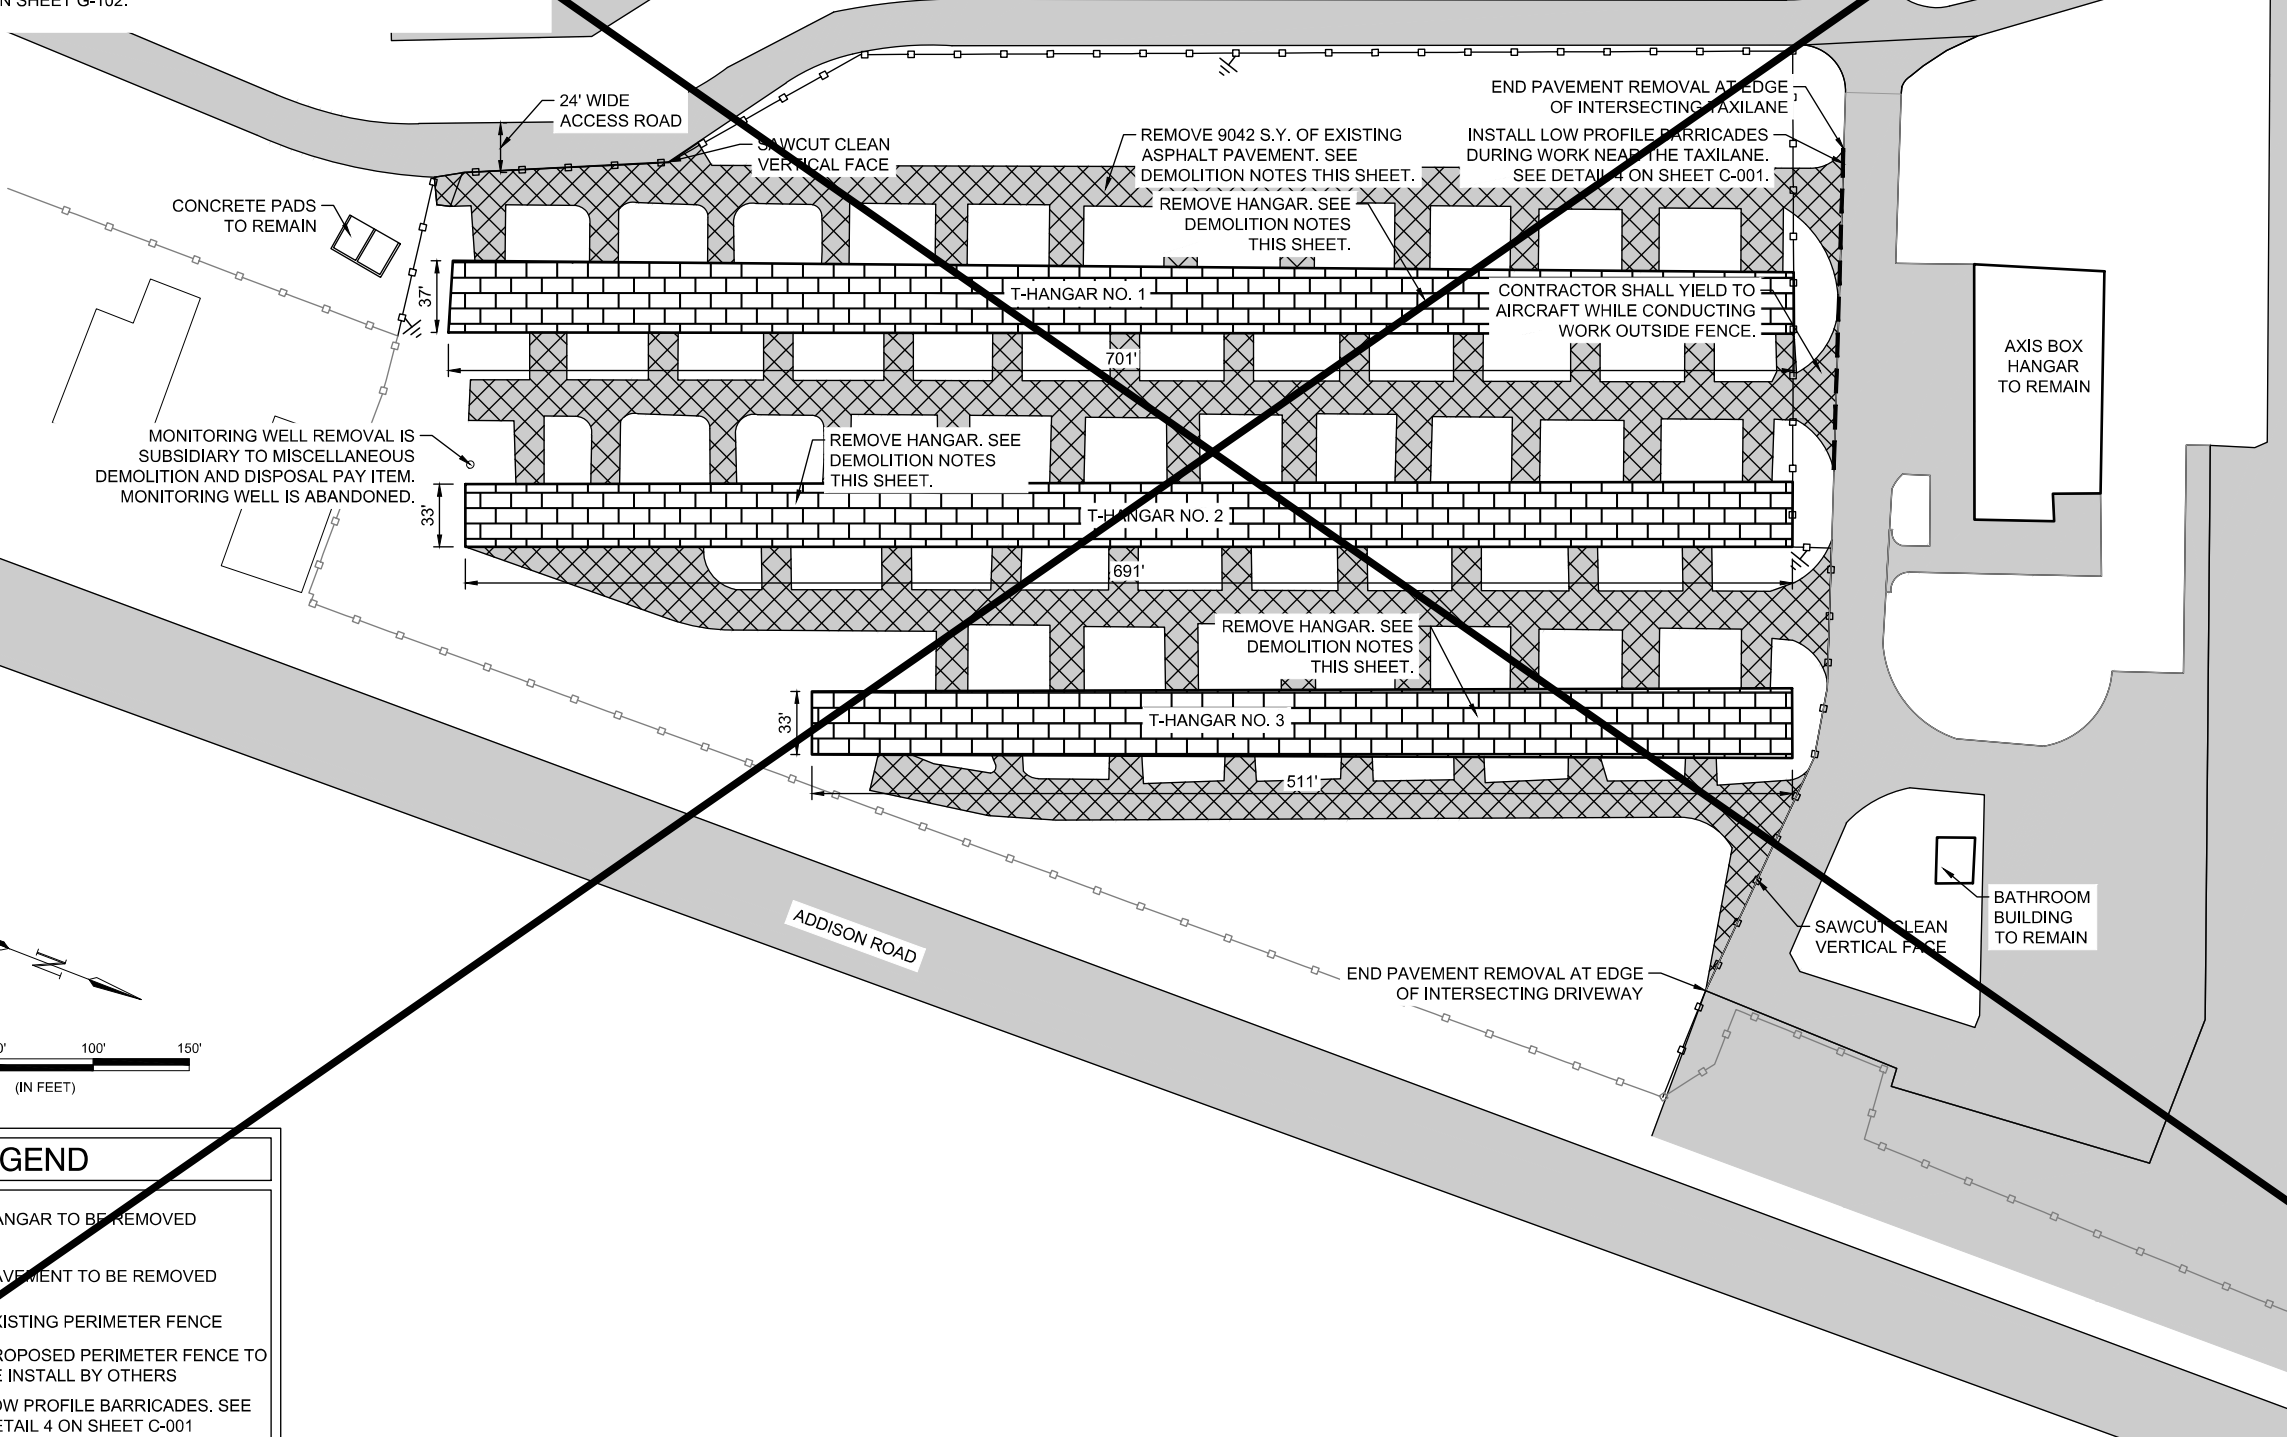 N SHEET G-102.
24' WIDE
ACCESS ROAD
SAWCUT CLEAN
VERTICAL FACE
REMOVE 9042 S.Y. OF EXISTING
ASPHALT PAVEMENT. SEE
DEMOLITION NOTES THIS SHEET.
END PAVEMENT REMOVAL AT EDGE
OF INTERSECTING TAXILANE
INSTALL LOW PROFILE BARRICADES
DURING WORK NEAR THE TAXILANE.
SEE DETAIL 4 ON SHEET C-001.
CONCRETE PADS
TO REMAIN
REMOVE HANGAR. SEE
DEMOLITION NOTES
THIS SHEET.
37'
T-HANGAR NO. 1
CONTRACTOR SHALL YIELD TO
AIRCRAFT WHILE CONDUCTING
WORK OUTSIDE FENCE.
701'
AXIS BOX
HANGAR
TO REMAIN
MONITORING WELL REMOVAL IS
SUBSIDIARY TO MISCELLANEOUS
DEMOLITION AND DISPOSAL PAY ITEM.
MONITORING WELL IS ABANDONED.
REMOVE HANGAR. SEE
DEMOLITION NOTES
THIS SHEET.
33'
T-HANGAR NO. 2
691'
REMOVE HANGAR. SEE
DEMOLITION NOTES
THIS SHEET.
33'
T-HANGAR NO. 3
511'
ADDISON ROAD
BATHROOM
BUILDING
TO REMAIN
SAWCUT CLEAN
VERTICAL FACE
END PAVEMENT REMOVAL AT EDGE
OF INTERSECTING DRIVEWAY
N
0' 100' 150'
(IN FEET)
GEND
ANGAR TO BE REMOVED
AVEMENT TO BE REMOVED
XISTING PERIMETER FENCE
ROPOSED PERIMETER FENCE TO
E INSTALL BY OTHERS
OW PROFILE BARRICADES. SEE
ETAIL 4 ON SHEET C-001